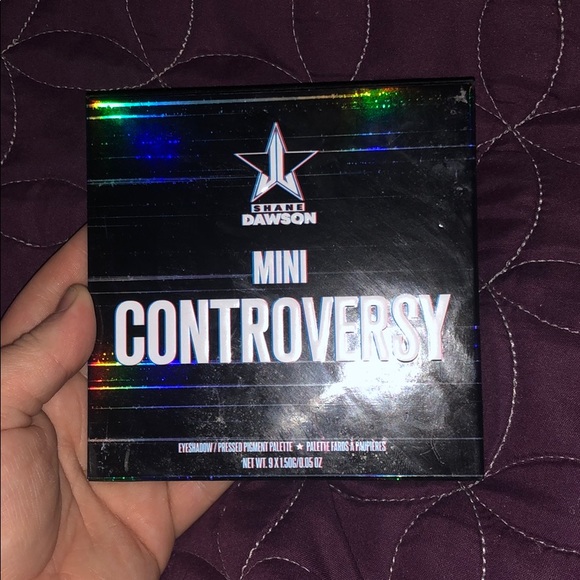 SHANE
DAWSON
MINI
CONTROVERSY
EYESHADOW / PRESSED PIGMENT PALETTE ★ PALETTE FARDS À PAUPIÈRES
NET WT. 9 X 1.50G/0.05 OZ